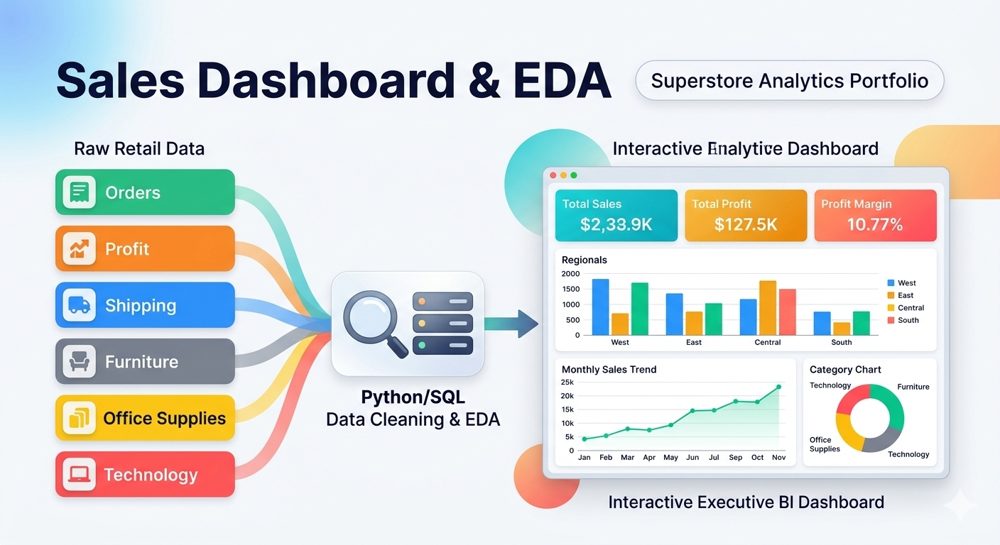 Sales Dashboard & EDA
Superstore Analytics Portfolio
Raw Retail Data
Orders
Profit
Shipping
Furniture
Office Supplies
Technology
Python/SQL
Data Cleaning & EDA
Interactive Dashboard
Total Sales
$2,33.9K
Total Profit
$127.5K
Profit Margin
10.77%
Regionals
2000
1500
1000
500
0
West
East
Central
South
West
East
Central
South
Monthly Sales Trend
25k
20k
15k
10k
5k
0
Jan Feb Mar Apr May Jun Jul Sep Oct Nov
Category Chart
Technology
Furniture
Office
Supplies
Technology
Interactive Executive BI Dashboard